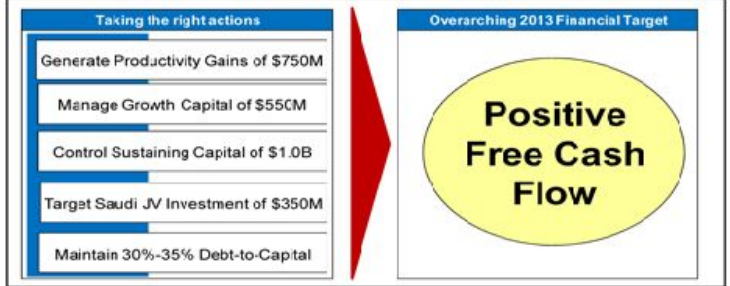 Taking the right actions
Generate Productivity Gains of $750M
Manage Growth Capital of $550M
Control Sustaining Capital of $1.0B
Target Saudi JV Investment of $350M
Maintain 30%-35% Debt-to-Capital
Overarching 2013 Financial Target
Positive
Free Cash
Flow